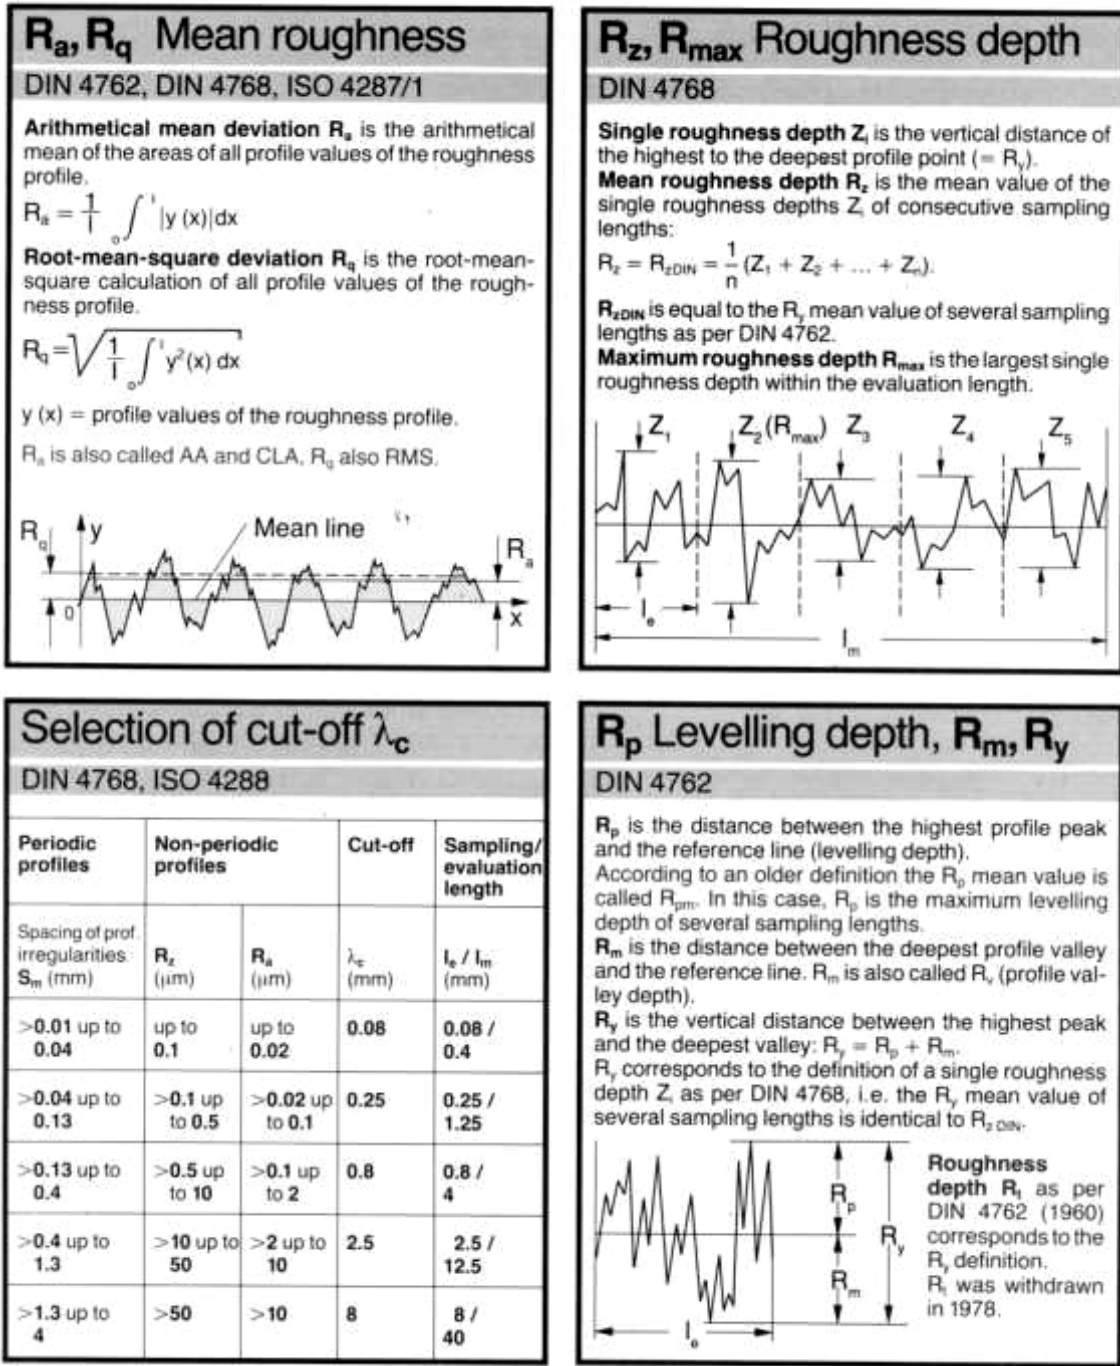 Ra, Rq Mean roughness
DIN 4762, DIN 4768, ISO 4287/1
Arithmetical mean deviation Ra is the arithmetical
mean of the areas of all profile values of the roughness
profile.
Ra = 1/l 0∫l |y (x)|dx
Root-mean-square deviation Rq is the root-mean-
square calculation of all profile values of the rough-
ness profile.
Rq = √(1/l 0∫l y²(x) dx)
y (x) = profile values of the roughness profile.
Ra is also called AA and CLA, Rq also RMS.
Rq
y
Mean line
Ra
0
x
Rz, Rmax Roughness depth
DIN 4768
Single roughness depth Zi is the vertical distance of
the highest to the deepest profile point (= Ry).
Mean roughness depth Rz is the mean value of the
single roughness depths Zi of consecutive sampling
lengths:
Rz = RzDIN = 1/n (Z1 + Z2 + ... + Zn).
RzDIN is equal to the Ry mean value of several sampling
lengths as per DIN 4762.
Maximum roughness depth Rmax is the largest single
roughness depth within the evaluation length.
Z1 Z2(Rmax) Z3 Z4 Z5
le
lm
Selection of cut-off λc
DIN 4768, ISO 4288
Periodic Non-periodic Cut-off Sampling/
profiles profiles evaluation
length
Spacing of prof.
irregularities Rz Ra λc le / lm
Sm (mm) (μm) (μm) (mm) (mm)
>0.01 up to up to up to 0.08 0.08 /
0.04 0.1 0.02 0.4
>0.04 up to >0.1 up >0.02 up 0.25 0.25 /
0.13 to 0.5 to 0.1 1.25
>0.13 up to >0.5 up >0.1 up 0.8 0.8 /
0.4 to 10 to 2 4
>0.4 up to >10 up to >2 up to 2.5 2.5 /
1.3 50 10 12.5
>1.3 up to >50 >10 8 8 /
4 40
Rp Levelling depth, Rm, Ry
DIN 4762
Rp is the distance between the highest profile peak
and the reference line (levelling depth).
According to an older definition the Rp mean value is
called Rpm. In this case, Rp is the maximum levelling
depth of several sampling lengths.
Rm is the distance between the deepest profile valley
and the reference line. Rm is also called Rv (profile val-
ley depth).
Ry is the vertical distance between the highest peak
and the deepest valley: Ry = Rp + Rm.
Ry corresponds to the definition of a single roughness
depth Zi as per DIN 4768, i.e. the Ry mean value of
several sampling lengths is identical to Rz DIN.
Rp
Ry
Rm
le
Roughness
depth Rt as per
DIN 4762 (1960)
corresponds to the
Ry definition.
Rt was withdrawn
in 1978.